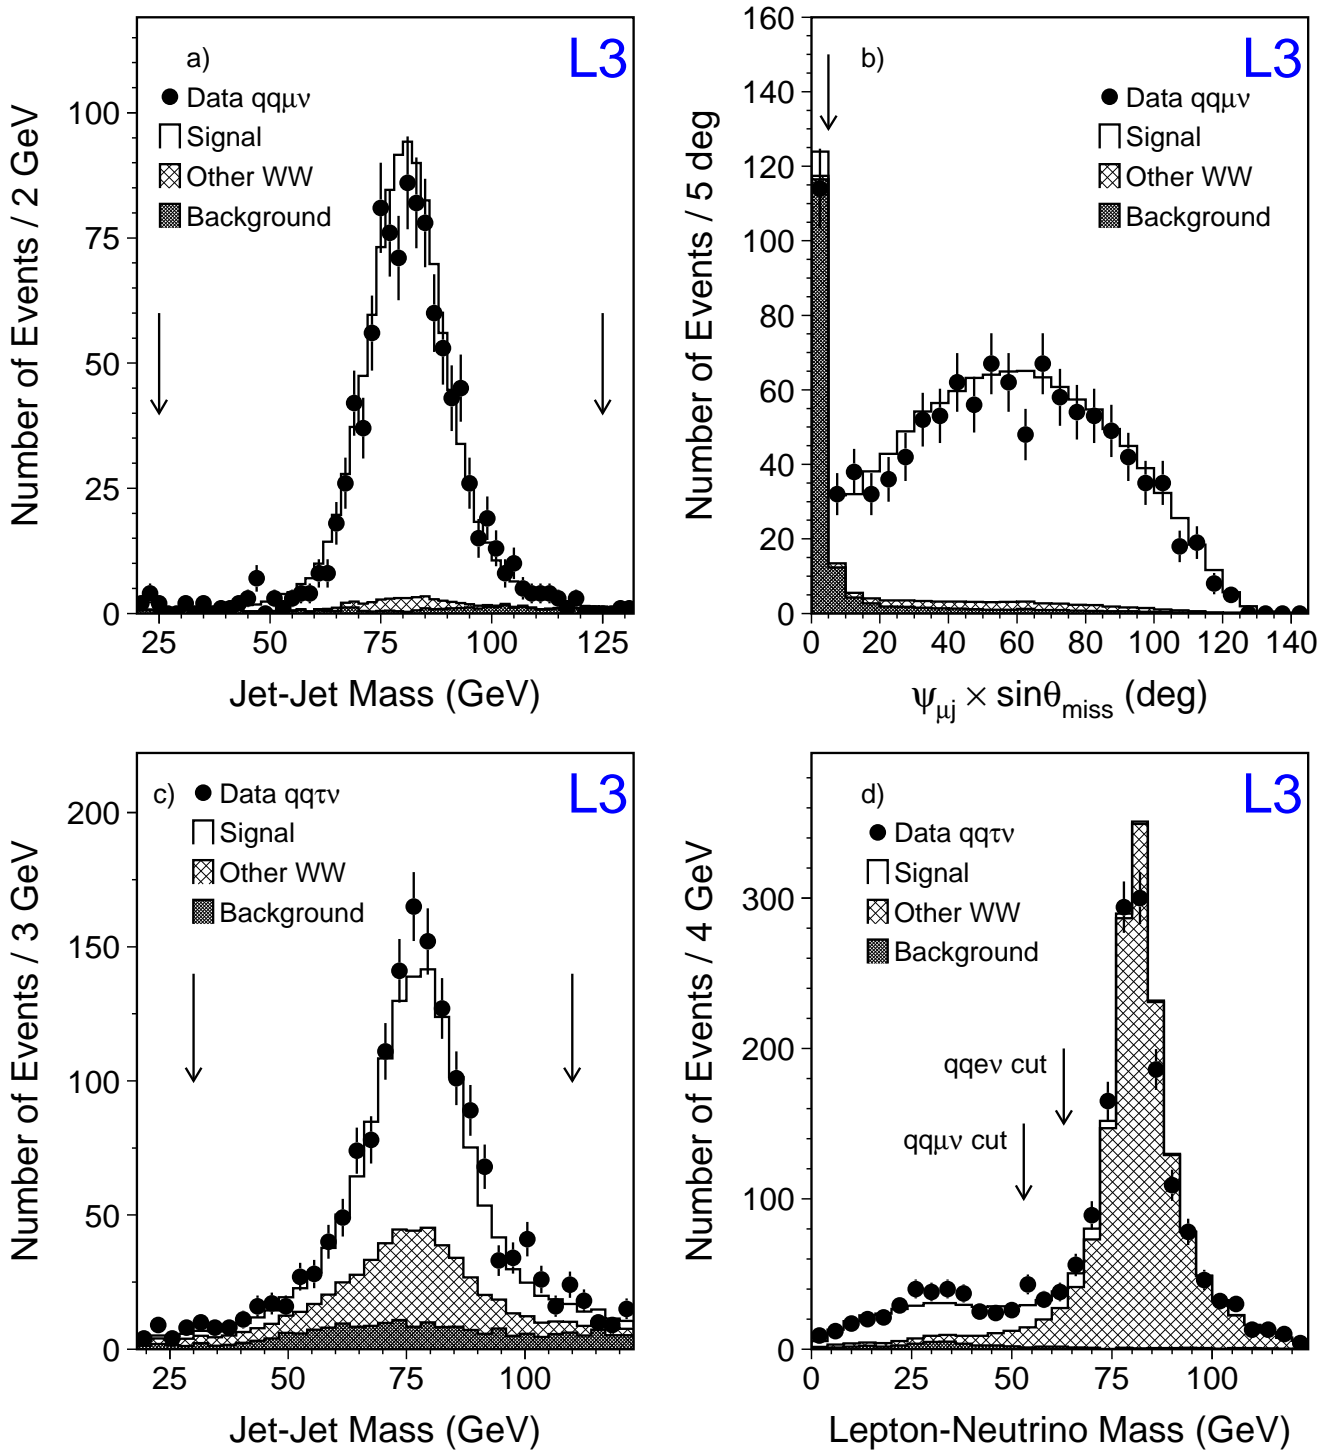 a)
L3
Data qqμν
Signal
Other WW
Background
Number of Events / 2 GeV
100
75
50
25
0
25 50 75 100 125
Jet-Jet Mass (GeV)
b)
L3
Data qqμν
Signal
Other WW
Background
Number of Events / 5 deg
160
140
120
100
80
60
40
20
0
0 20 40 60 80 100 120 140
ψμj × sinθmiss (deg)
c)
L3
Data qqτν
Signal
Other WW
Background
Number of Events / 3 GeV
200
150
100
50
0
25 50 75 100
Jet-Jet Mass (GeV)
d)
L3
Data qqτν
Signal
Other WW
Background
qqeν cut
qqμν cut
Number of Events / 4 GeV
300
200
100
0
0 25 50 75 100
Lepton-Neutrino Mass (GeV)